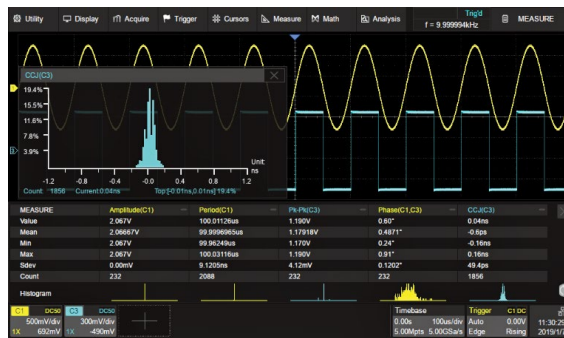 Utility Display Acquire Trigger Cursors Measure Math Analysis Trig'd f = 9.999994kHz MEASURE
CCJ(C3)
19.4%
15.5%
11.6%
7.8%
3.9%
Unit:
ns
-1.2 -0.8 -0.4 -0.0 0.4 0.8 1.2
Count: 1856 Current:0.04ns Top:[-0.01ns,0.01ns] 19.4%
MEASURE Amplitude(C1) Period(C1) Pk-Pk(C3) Phase(C1,C3) CCJ(C3)
Value 2.067V 100.01126us 1.190V 0.60° 0.04ns
Mean 2.06667V 99.9996965us 1.17918V 0.4871° -0.6ps
Min 2.067V 99.96249us 1.170V 0.24° -0.16ns
Max 2.067V 100.03116us 1.190V 0.91° 0.16ns
Sdev 0.00mV 9.1205ns 4.12mV 0.1202° 49.4ps
Count 232 2088 232 232 1856
Histogram
C1 DC50 C3 DC50 Timebase Trigger C1 DC
500mV/div 300mV/div 0.00s 100us/div Auto 0.00V 11:30:29
1X 692mV 1X -490mV 5.00Mpts 5.00GSa/s Edge Rising